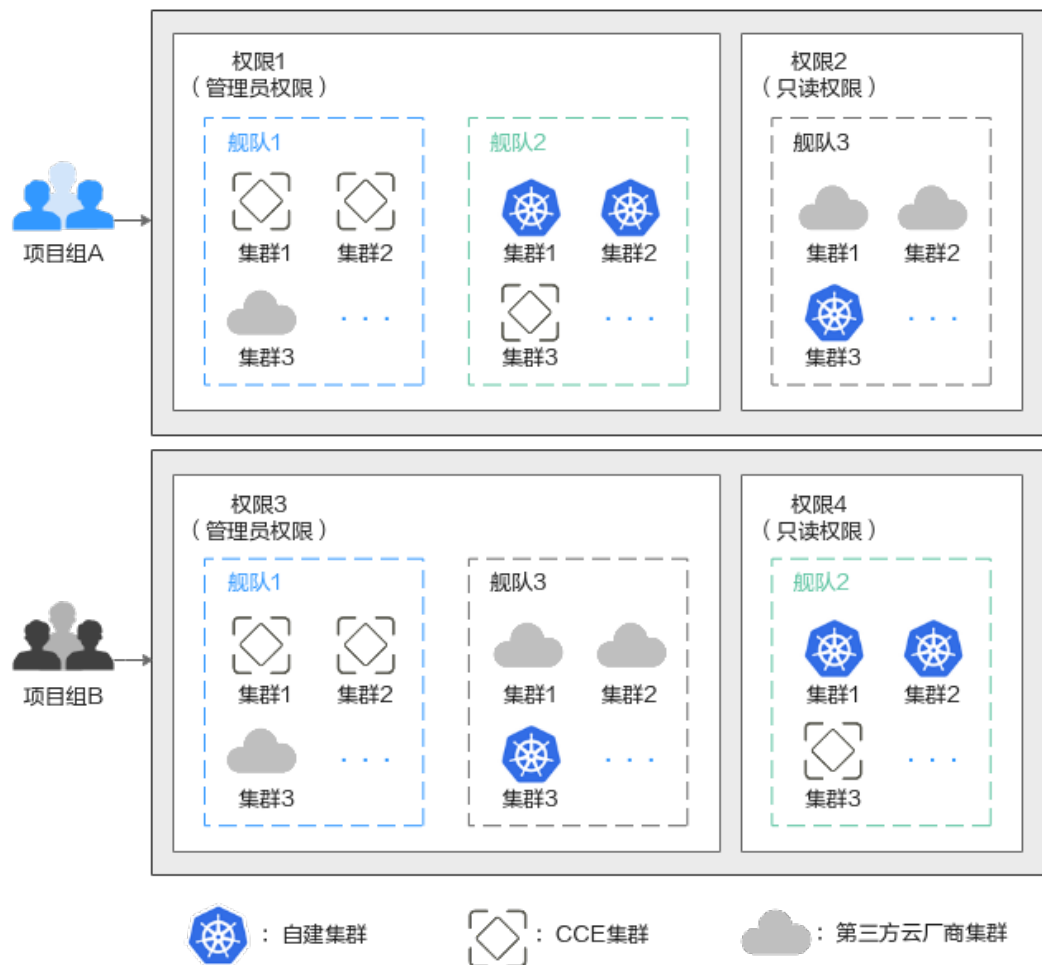 权限1
（管理员权限）
权限2
（只读权限）
舰队1
舰队2
舰队3
集群1
集群2
集群1
集群2
集群1
集群2
项目组A
集群3
· · ·
集群3
· · ·
集群3
· · ·
权限3
（管理员权限）
权限4
（只读权限）
舰队1
舰队3
舰队2
集群1
集群2
集群1
集群2
集群1
集群2
项目组B
集群3
· · ·
集群3
· · ·
集群3
· · ·
：自建集群
：CCE集群
：第三方云厂商集群